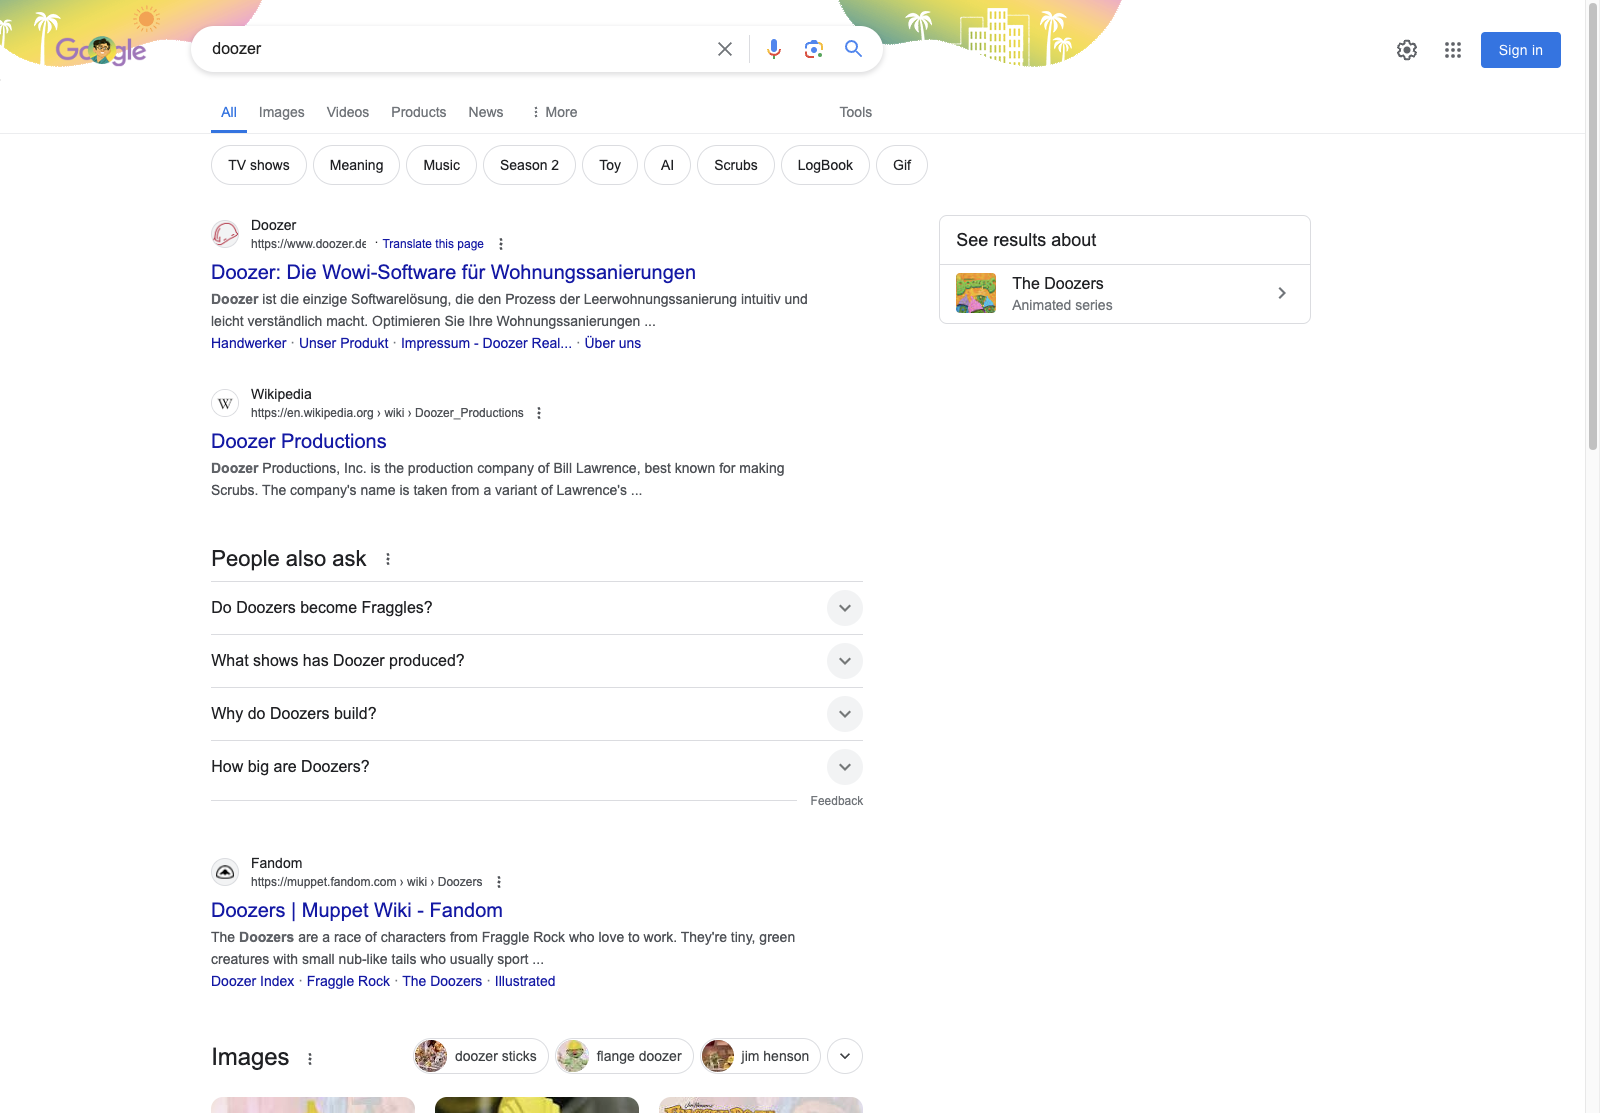 Google
doozer
Sign in
All Images Videos Products News More Tools
TV shows Meaning Music Season 2 Toy AI Scrubs LogBook Gif
Doozer
https://www.doozer.de · Translate this page
Doozer: Die Wowi-Software für Wohnungssanierungen
Doozer ist die einzige Softwarelösung, die den Prozess der Leerwohnungssanierung intuitiv und
leicht verständlich macht. Optimieren Sie Ihre Wohnungssanierungen ...
Handwerker · Unser Produkt · Impressum - Doozer Real... · Über uns
See results about
The Doozers
Animated series
Wikipedia
W
https://en.wikipedia.org › wiki › Doozer_Productions
Doozer Productions
Doozer Productions, Inc. is the production company of Bill Lawrence, best known for making
Scrubs. The company's name is taken from a variant of Lawrence's ...
People also ask
Do Doozers become Fraggles?
What shows has Doozer produced?
Why do Doozers build?
How big are Doozers?
Feedback
Fandom
https://muppet.fandom.com › wiki › Doozers
Doozers | Muppet Wiki - Fandom
The Doozers are a race of characters from Fraggle Rock who love to work. They're tiny, green
creatures with small nub-like tails who usually sport ...
Doozer Index · Fraggle Rock · The Doozers · Illustrated
Images
doozer sticks flange doozer jim henson